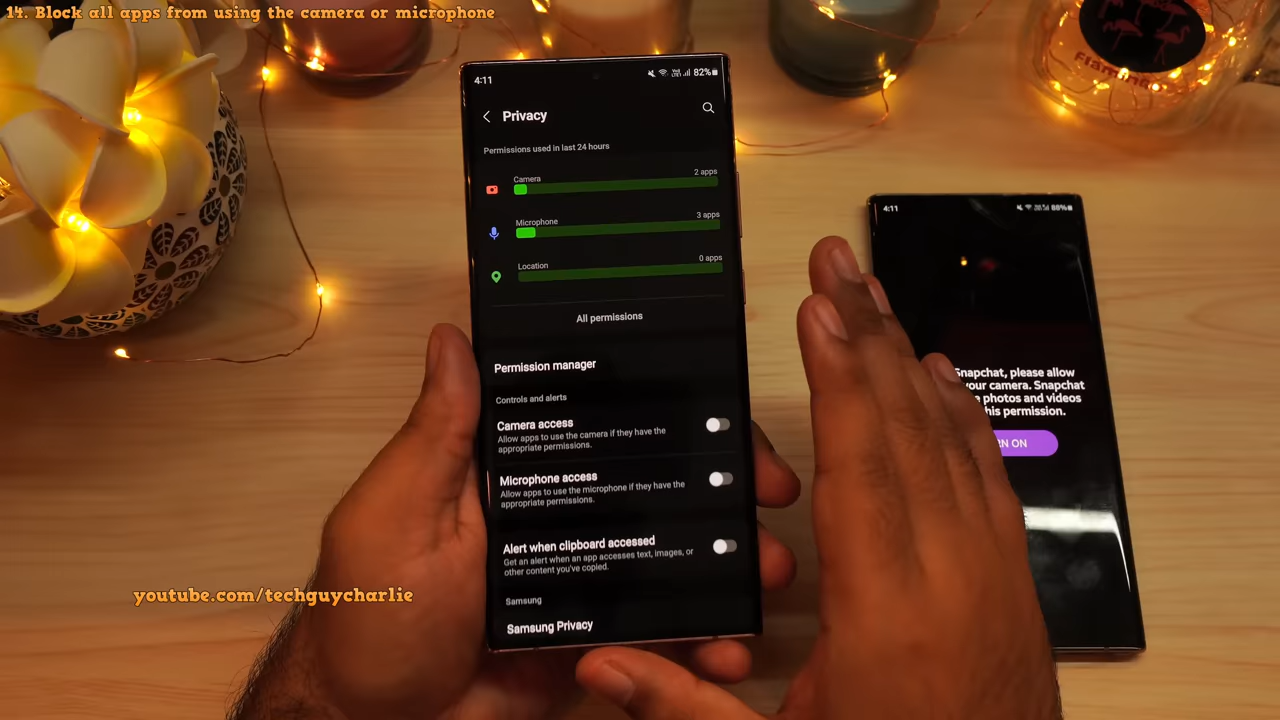 14. Block all apps from using the camera or microphone
Flamingo
4:11
82%
Privacy
Permissions used in last 24 hours
Camera
2 apps
Microphone
3 apps
Location
0 apps
All permissions
Permission manager
Controls and alerts
Camera access
Allow apps to use the camera if they have the
appropriate permissions.
Microphone access
Allow apps to use the microphone if they have the
appropriate permissions.
Alert when clipboard accessed
Get an alert when an app accesses text, images, or
other content you've copied.
Samsung
Samsung Privacy
4:11
88%
Snapchat, please allow
your camera. Snapchat
photos and videos
this permission.
ON
youtube.com/techguycharlie